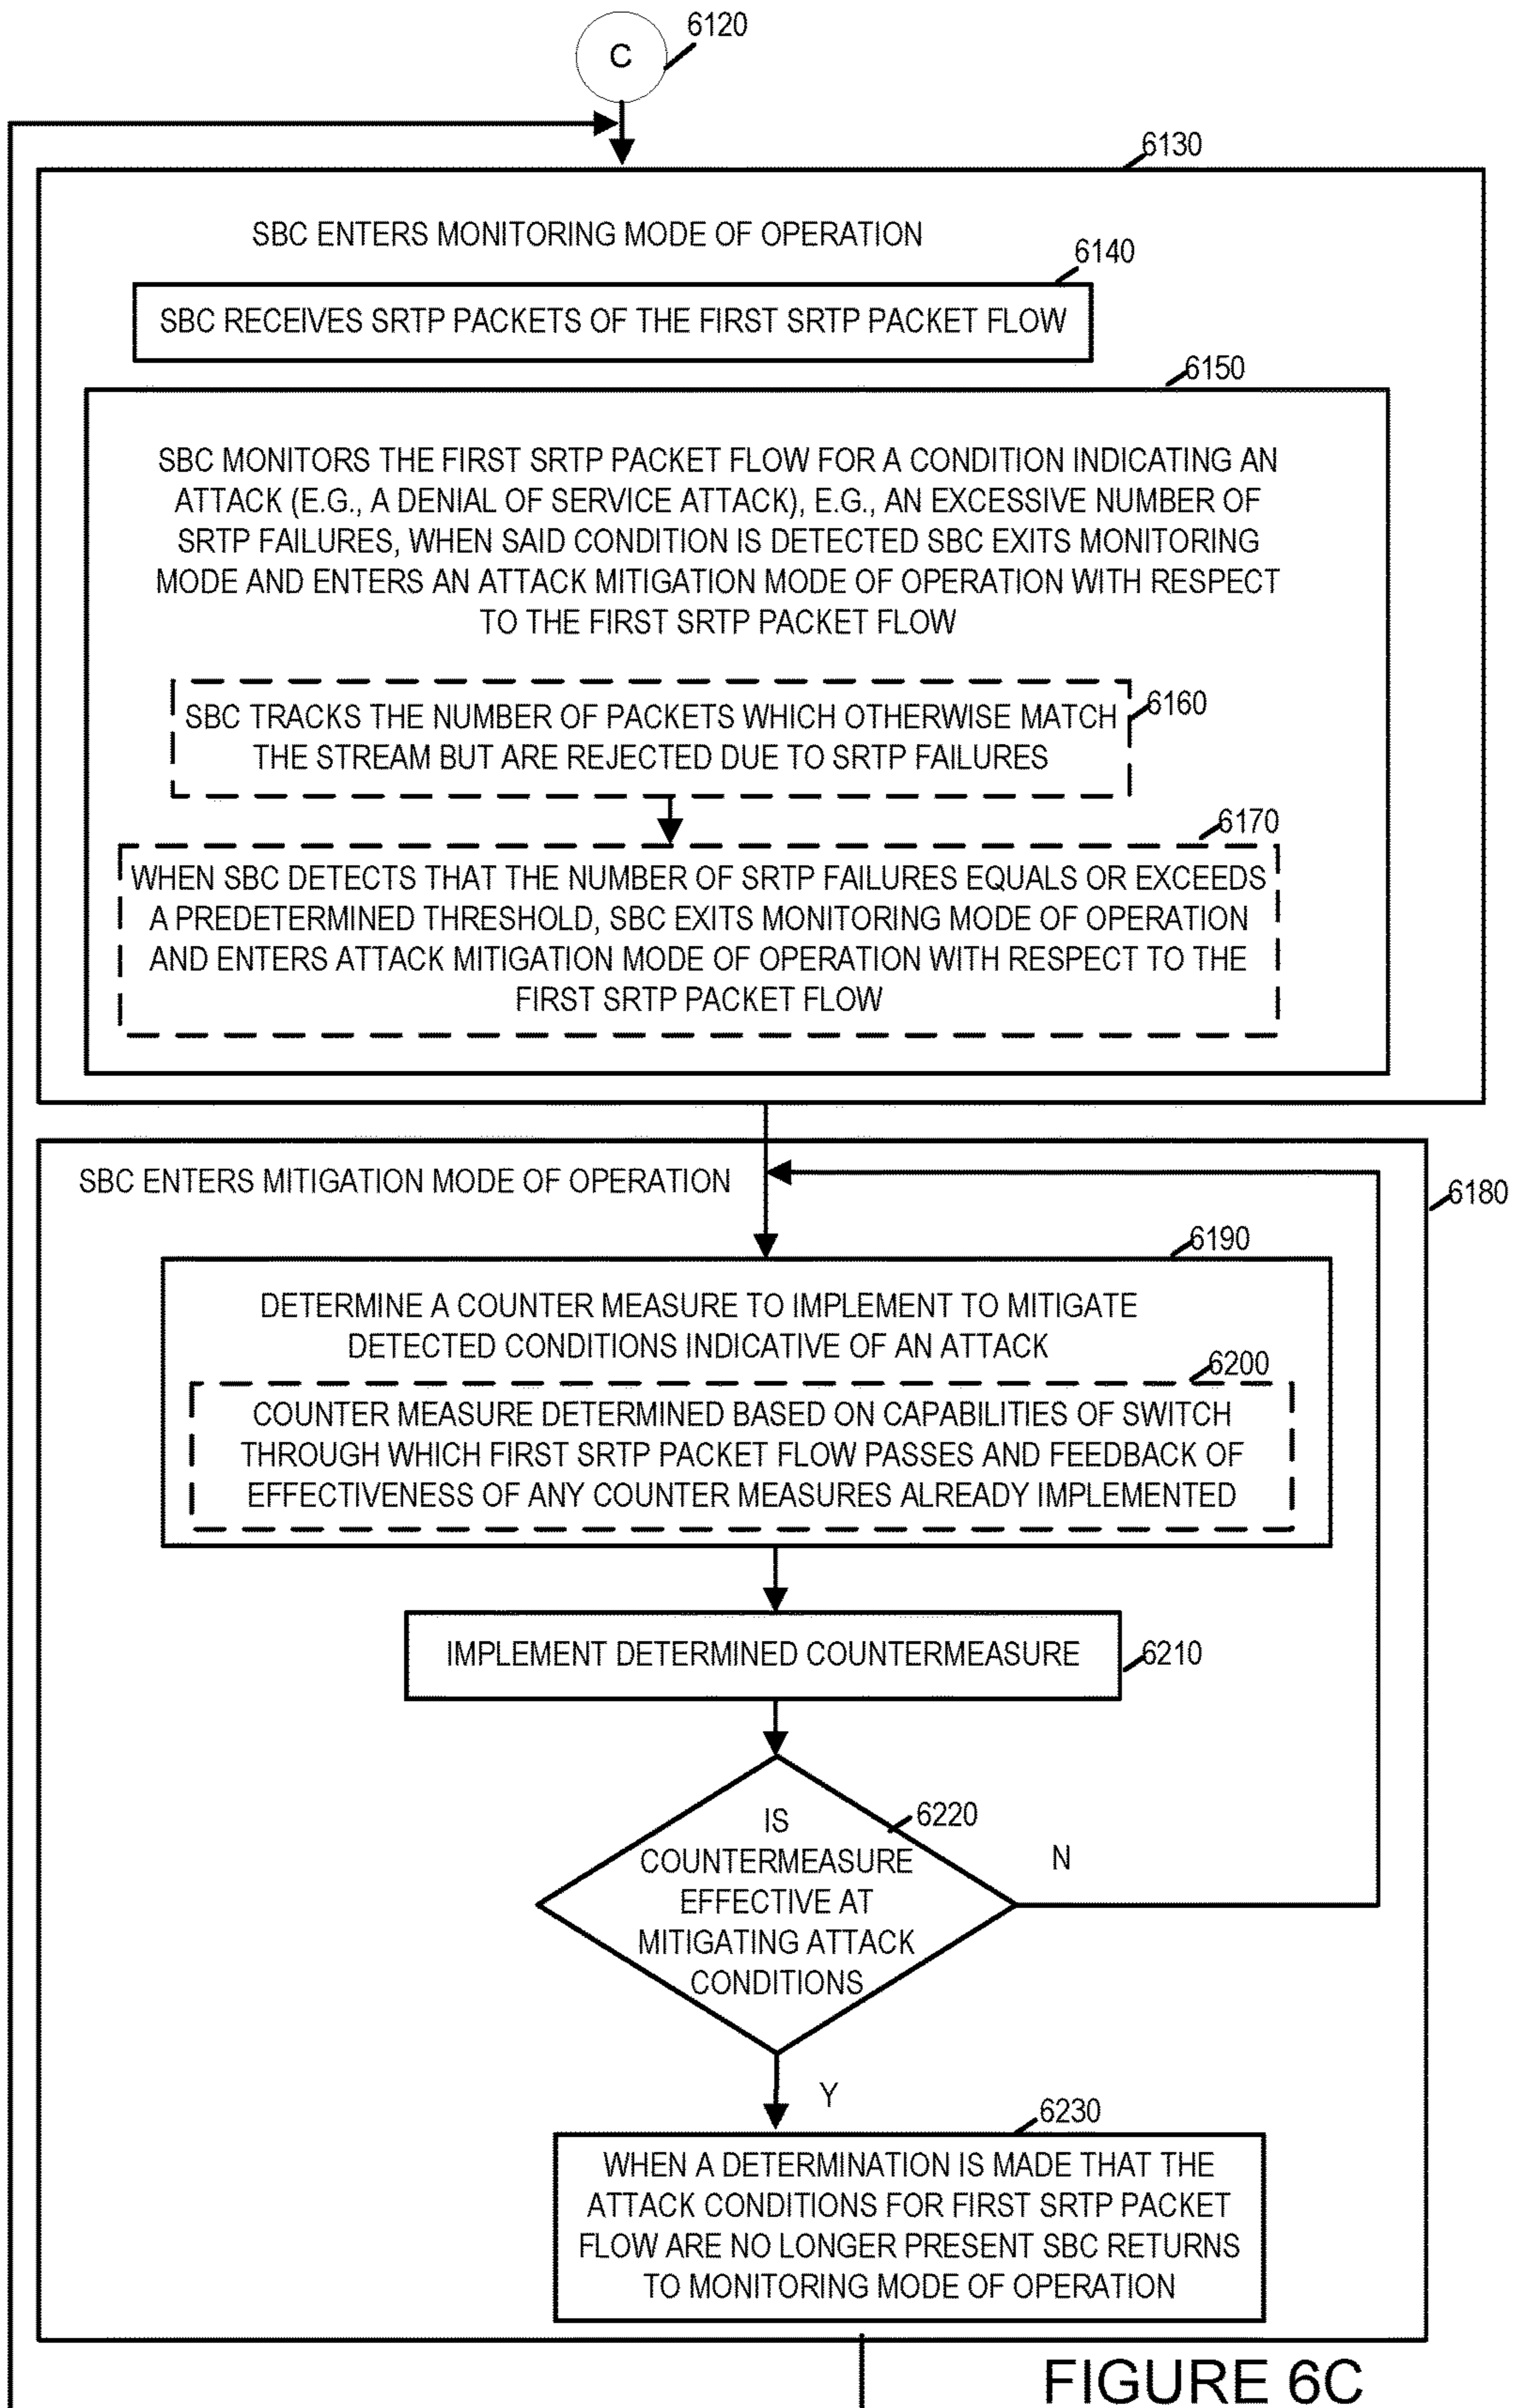 C
6120
6130
SBC ENTERS MONITORING MODE OF OPERATION
6140
SBC RECEIVES SRTP PACKETS OF THE FIRST SRTP PACKET FLOW
6150
SBC MONITORS THE FIRST SRTP PACKET FLOW FOR A CONDITION INDICATING AN
ATTACK (E.G., A DENIAL OF SERVICE ATTACK), E.G., AN EXCESSIVE NUMBER OF
SRTP FAILURES, WHEN SAID CONDITION IS DETECTED SBC EXITS MONITORING
MODE AND ENTERS AN ATTACK MITIGATION MODE OF OPERATION WITH RESPECT
TO THE FIRST SRTP PACKET FLOW
6160
SBC TRACKS THE NUMBER OF PACKETS WHICH OTHERWISE MATCH
THE STREAM BUT ARE REJECTED DUE TO SRTP FAILURES
6170
WHEN SBC DETECTS THAT THE NUMBER OF SRTP FAILURES EQUALS OR EXCEEDS
A PREDETERMINED THRESHOLD, SBC EXITS MONITORING MODE OF OPERATION
AND ENTERS ATTACK MITIGATION MODE OF OPERATION WITH RESPECT TO THE
FIRST SRTP PACKET FLOW
SBC ENTERS MITIGATION MODE OF OPERATION
6180
6190
DETERMINE A COUNTER MEASURE TO IMPLEMENT TO MITIGATE
DETECTED CONDITIONS INDICATIVE OF AN ATTACK
6200
COUNTER MEASURE DETERMINED BASED ON CAPABILITIES OF SWITCH
THROUGH WHICH FIRST SRTP PACKET FLOW PASSES AND FEEDBACK OF
EFFECTIVENESS OF ANY COUNTER MEASURES ALREADY IMPLEMENTED
IMPLEMENT DETERMINED COUNTERMEASURE
6210
6220
IS
COUNTERMEASURE
EFFECTIVE AT
MITIGATING ATTACK
CONDITIONS
N
Y
6230
WHEN A DETERMINATION IS MADE THAT THE
ATTACK CONDITIONS FOR FIRST SRTP PACKET
FLOW ARE NO LONGER PRESENT SBC RETURNS
TO MONITORING MODE OF OPERATION
FIGURE 6C